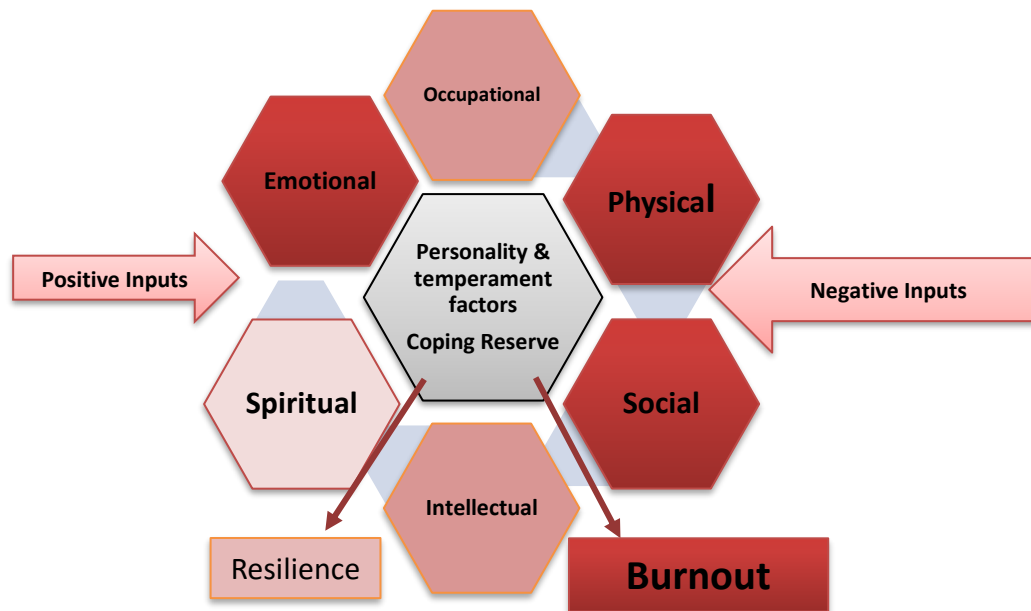 Occupational
Emotional
Physical
Personality &
temperament
factors
Coping Reserve
Positive Inputs
Negative Inputs
Spiritual
Social
Intellectual
Resilience
Burnout